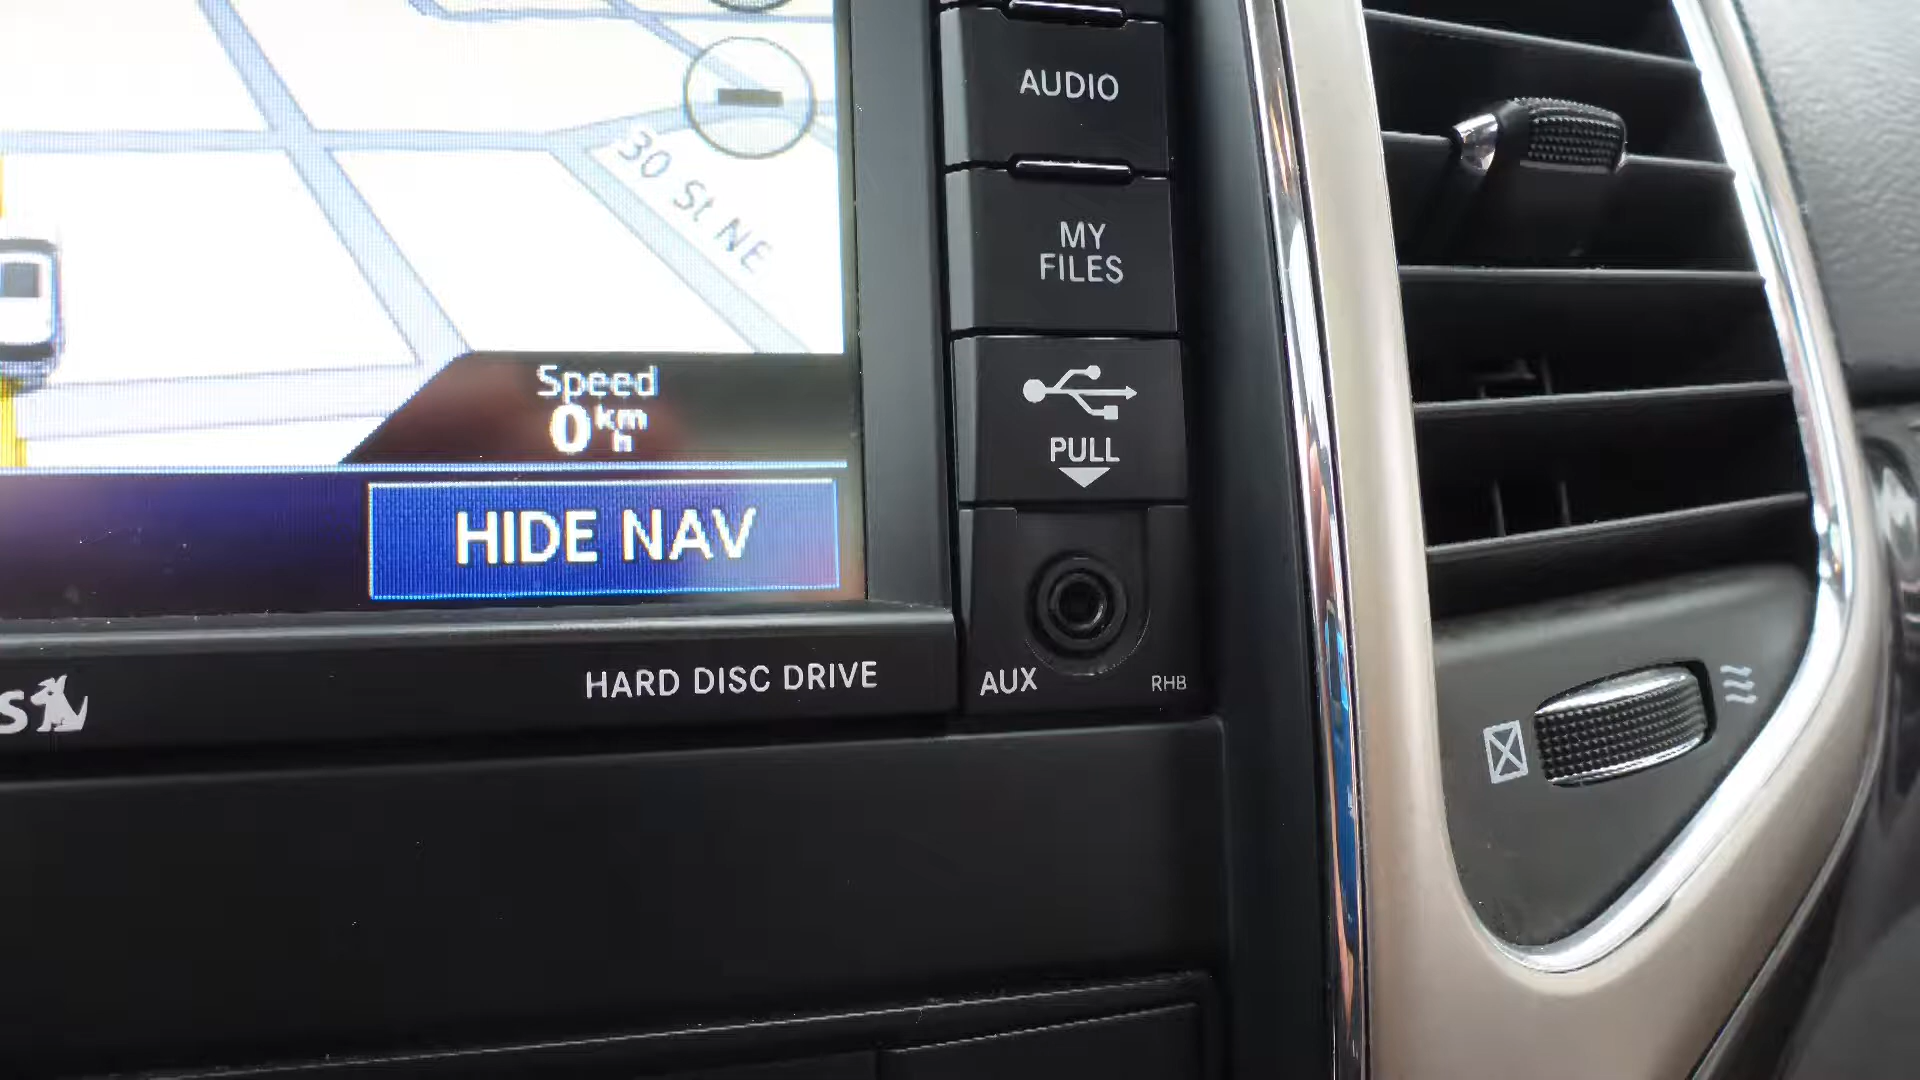 30 St NE
Speed
0 km
h
HIDE NAV
S
HARD DISC DRIVE
AUDIO
MY
FILES
PULL
AUX
RHB